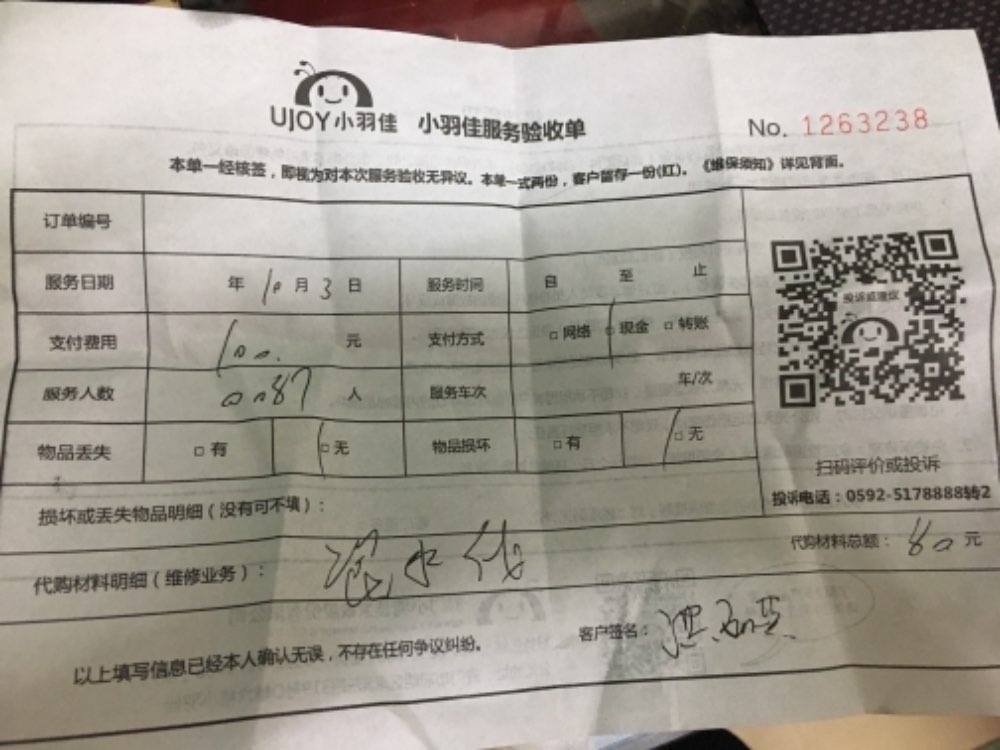 UJOY小羽佳 小羽佳服务验收单 No. 1263238
本单一经核签，即视为对本次服务验收无异议。本单一式两份，客户留存一份(红)。《维保须知》详见背面。
订单编号
服务日期 年 10 月 3 日 服务时间 自 至 止
支付费用 100. 元 支付方式 □网络 □现金 □转账
投诉或建议
服务人数 0087 人 服务车次 车/次
物品丢失 □有 □无 物品损坏 □有 □无
扫码评价或投诉
投诉电话：0592-5178888转2
损坏或丢失物品明细（没有可不填）：
代购材料明细（维修业务）： 代购材料总额： 80 元
以上填写信息已经本人确认无误，不存在任何争议纠纷。 客户签名：